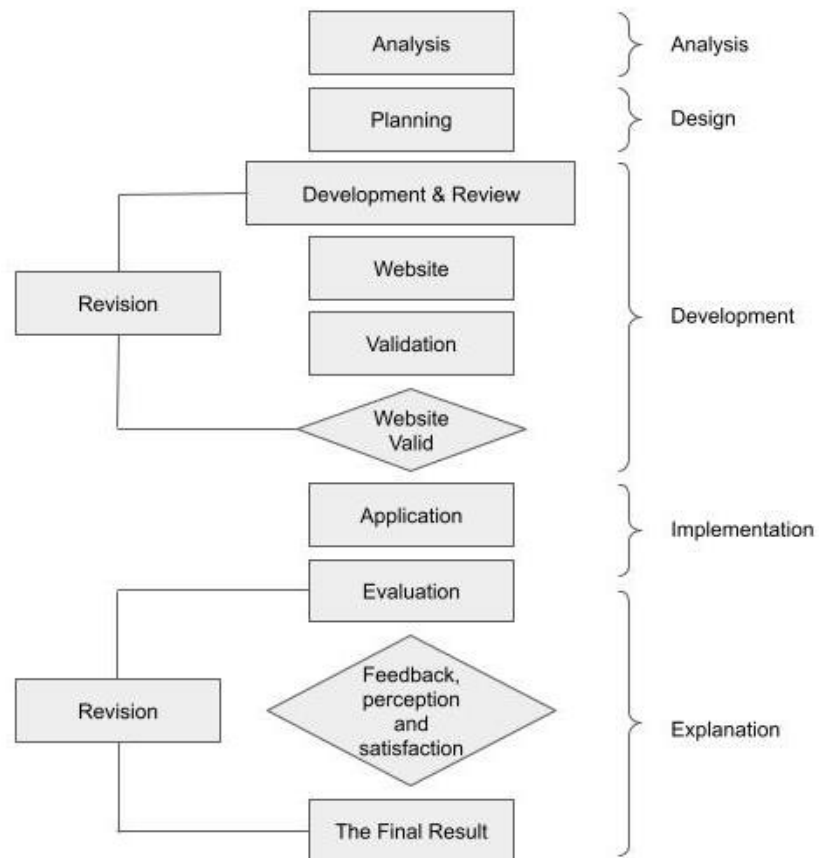 Analysis
Analysis
Planning
Design
Development & Review
Website
Revision
Validation
Development
Website
Valid
Application
Implementation
Evaluation
Feedback,
perception
and
satisfaction
Revision
Explanation
The Final Result